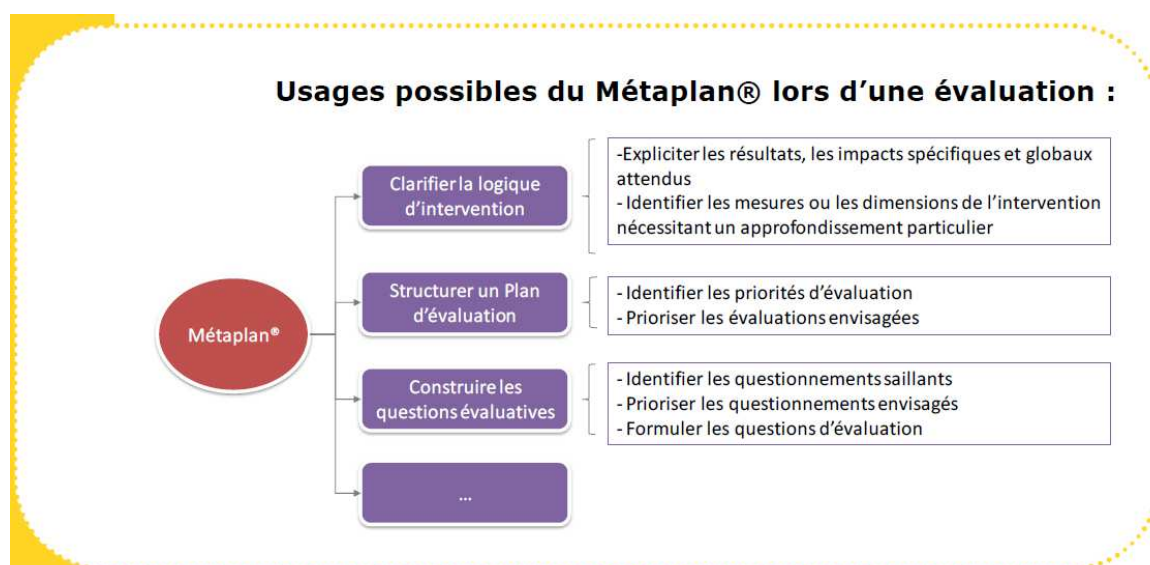 Usages possibles du Métaplan® lors d’une évaluation :
Clarifier la logique
d’intervention
-Expliciter les résultats, les impacts spécifiques et globaux
attendus
- Identifier les mesures ou les dimensions de l’intervention
nécessitant un approfondissement particulier
Métaplan®
Structurer un Plan
d’évaluation
- Identifier les priorités d’évaluation
- Prioriser les évaluations envisagées
Construire les
questions évaluatives
- Identifier les questionnements saillants
- Prioriser les questionnements envisagés
- Formuler les questions d’évaluation
...